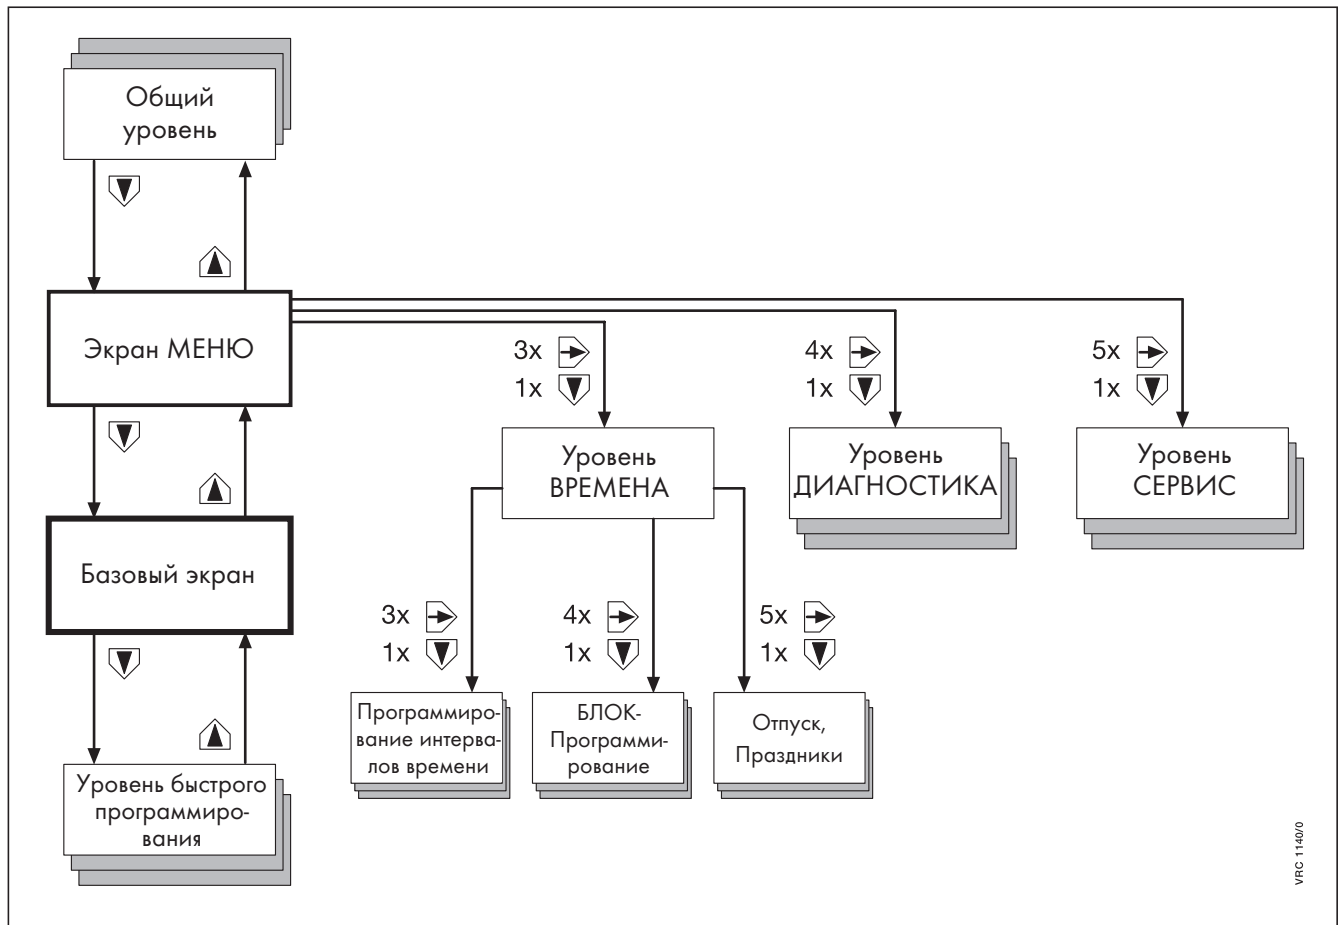 Общий
уровень
Экран МЕНЮ
3x
1x
4x
1x
5x
1x
Уровень
ВРЕМЕНА
Уровень
ДИАГНОСТИКА
Уровень
СЕРВИС
Базовый экран
3x
1x
4x
1x
5x
1x
Программиро-
вание интерва-
лов времени
БЛОК-
Программи-
рование
Отпуск,
Праздники
Уровень быстрого
программиро-
вания
VRC 1140/0